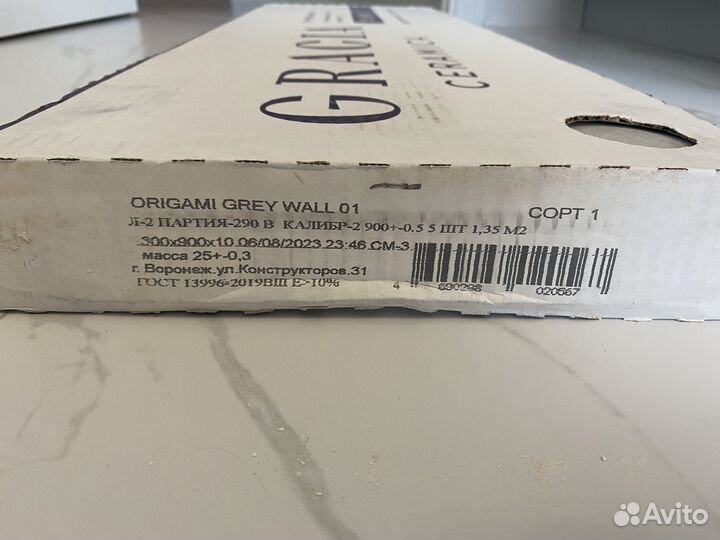 GRACIA
CERAMICA
ORIGAMI GREY WALL 01
СОРТ 1
Л-2 ПАРТИЯ-290 В КАЛИБР-2 900+-0.5 5 ШТ 1,35 М2
300x900x10 06/08/2023 23:46 СМ-3
масса 25+-0,3
г. Воронеж.ул.Конструкторов.31
ГОСТ 13996-2019ВШ Е>10%
4 630298 020567
Avito